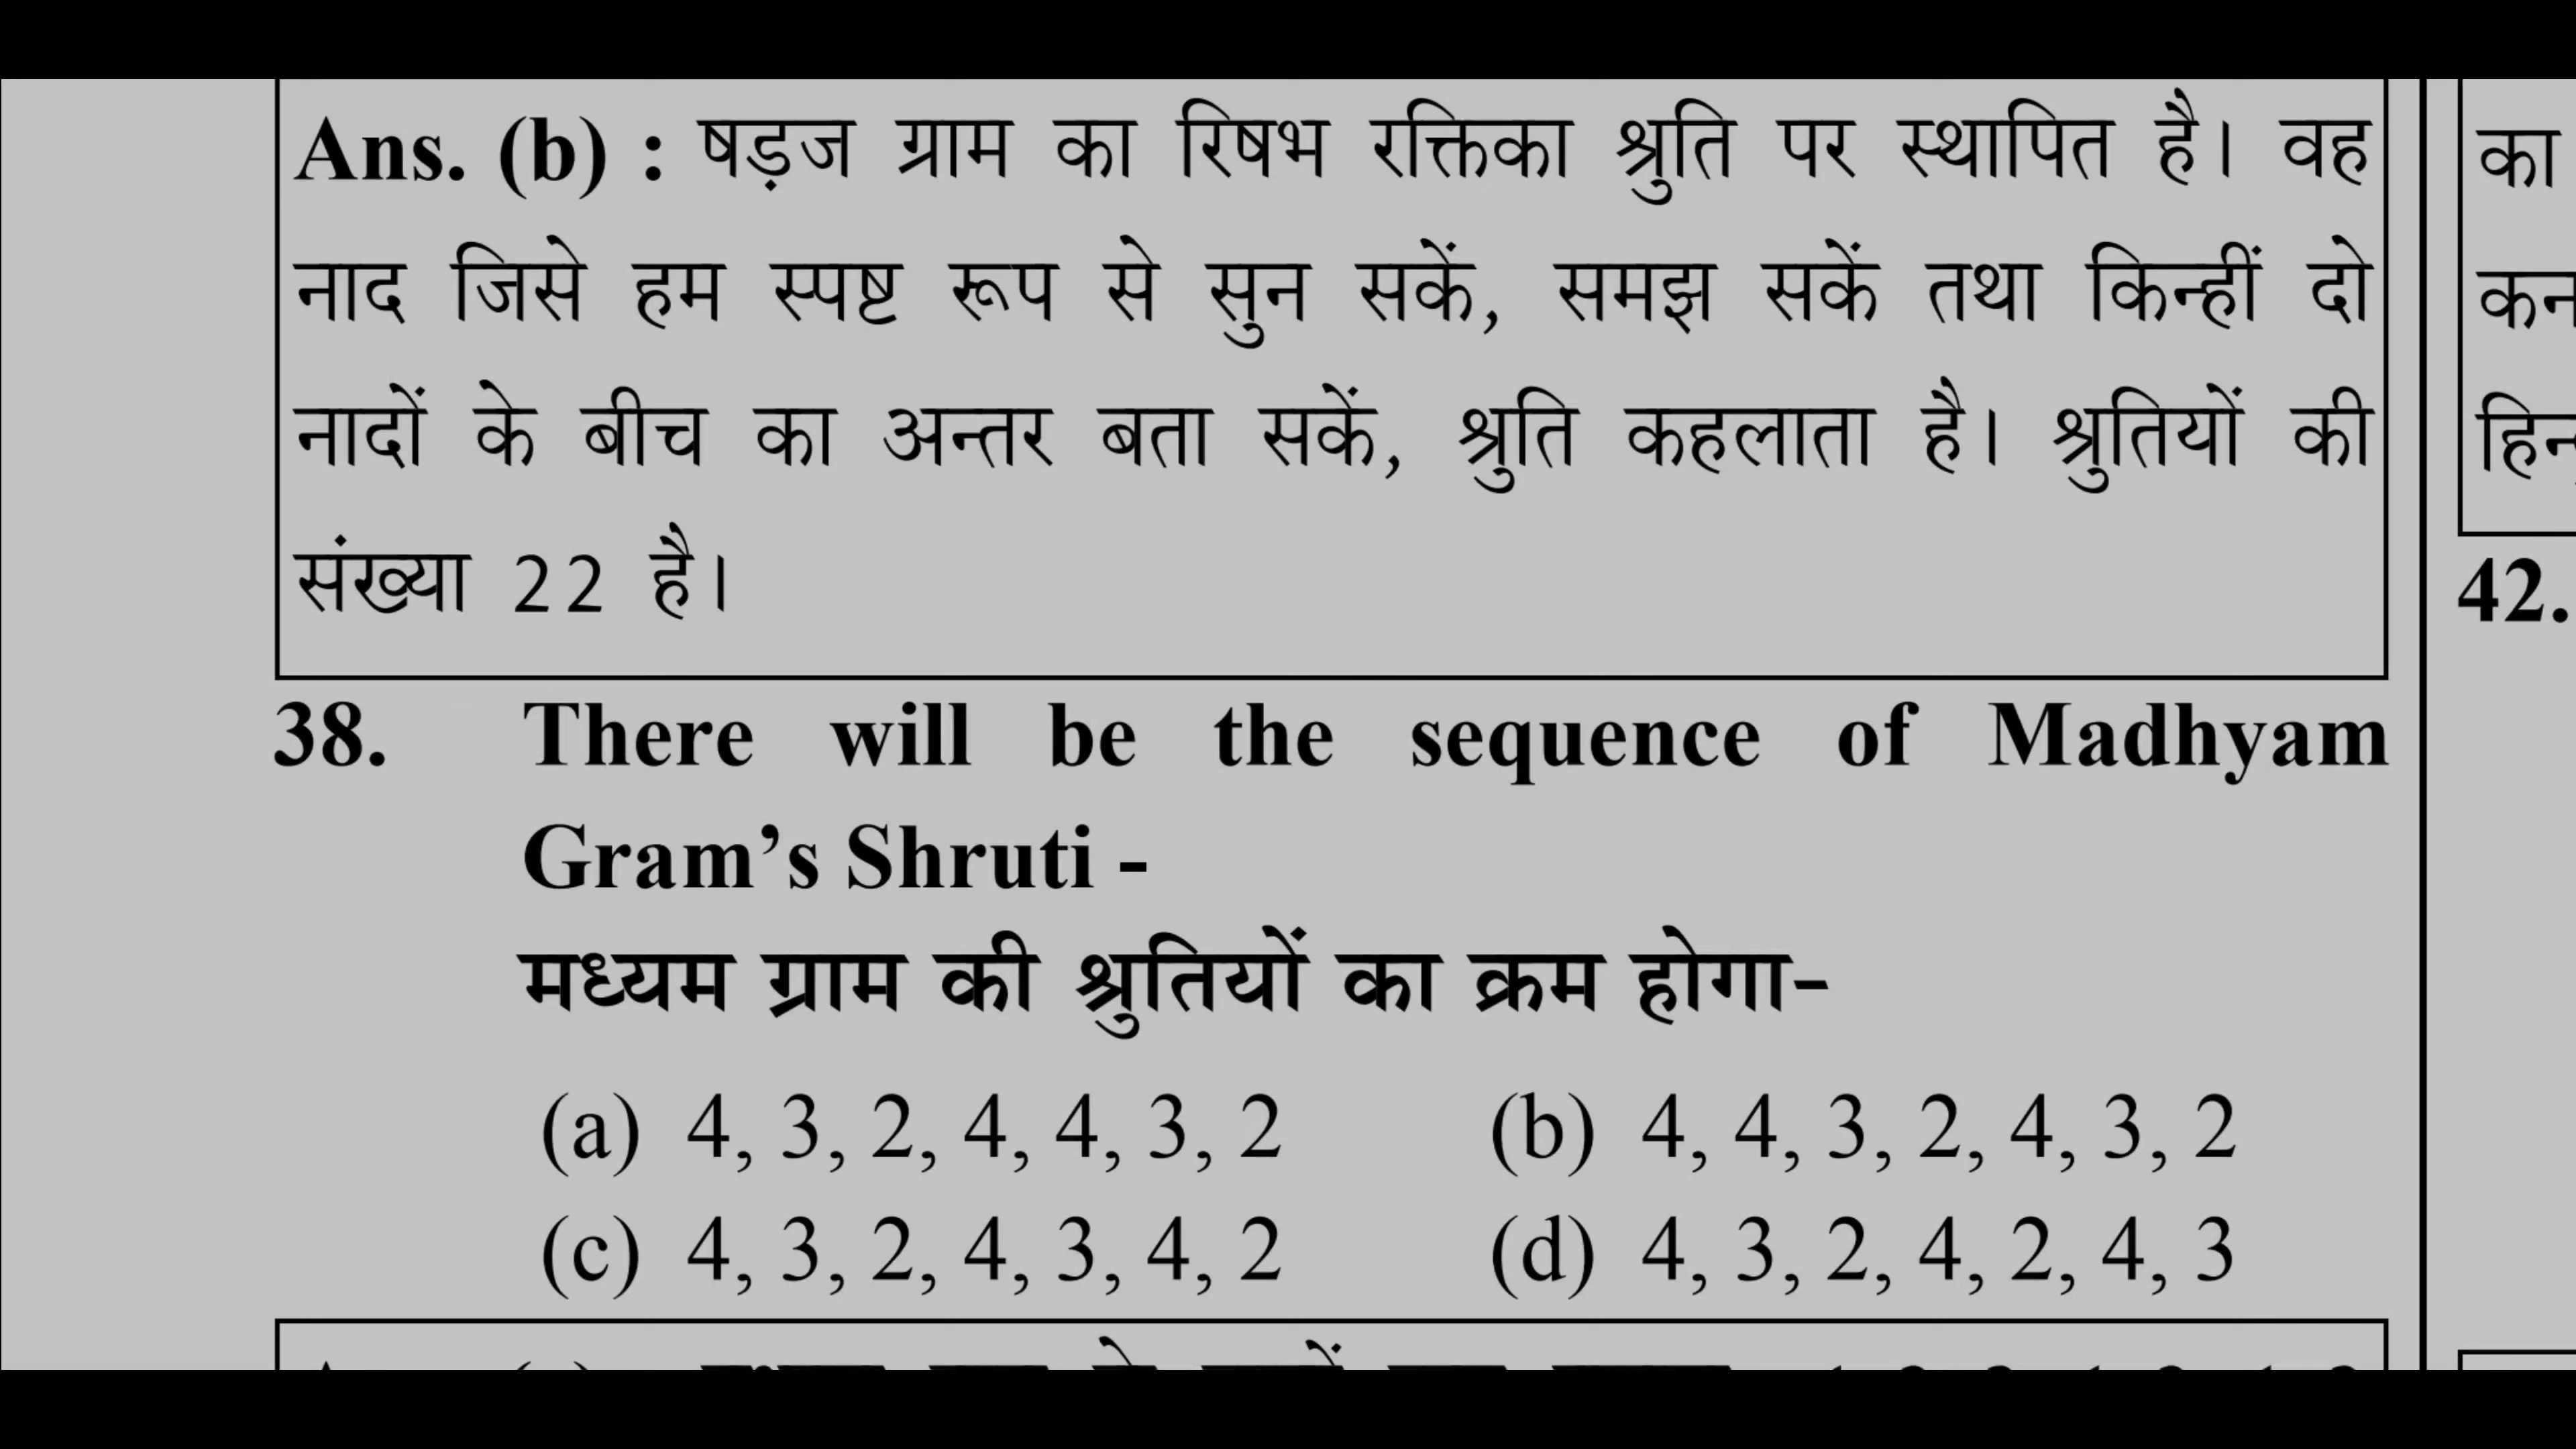 Ans. (b) : षड़ज ग्राम का रिषभ रक्तिका श्रुति पर स्थापित है। वह
नाद जिसे हम स्पष्ट रूप से सुन सकें, समझ सकें तथा किन्हीं दो
नादों के बीच का अन्तर बता सकें, श्रुति कहलाता है। श्रुतियों की
संख्या 22 है।
38. There will be the sequence of Madhyam
Gram’s Shruti -
मध्यम ग्राम की श्रुतियों का क्रम होगा-
(a) 4, 3, 2, 4, 4, 3, 2 (b) 4, 4, 3, 2, 4, 3, 2
(c) 4, 3, 2, 4, 3, 4, 2 (d) 4, 3, 2, 4, 2, 4, 3
का
42.